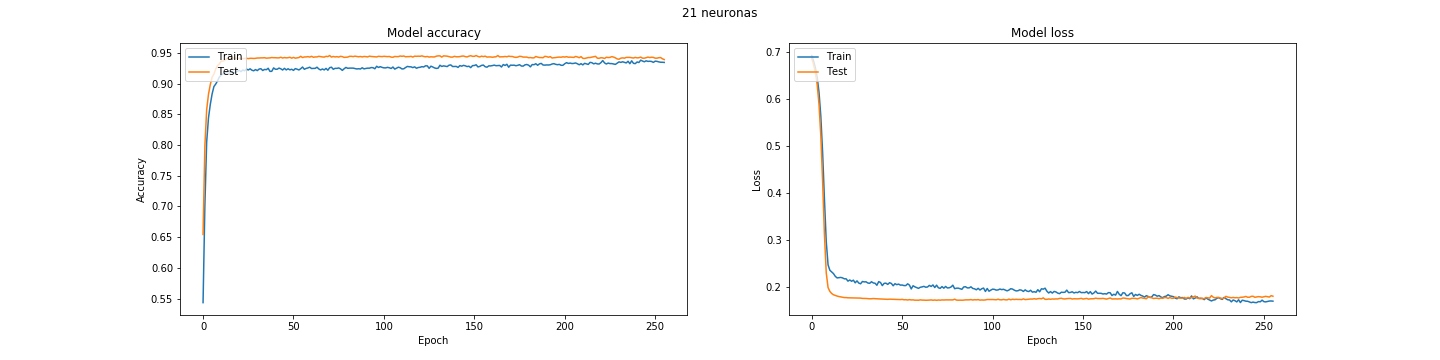 21 neuronas
Model accuracy
Train
Test
0.95
0.90
0.85
0.80
0.75
0.70
0.65
0.60
0.55
Accuracy
0 50 100 150 200 250
Epoch
Model loss
Train
Test
0.7
0.6
0.5
0.4
0.3
0.2
Loss
0 50 100 150 200 250
Epoch